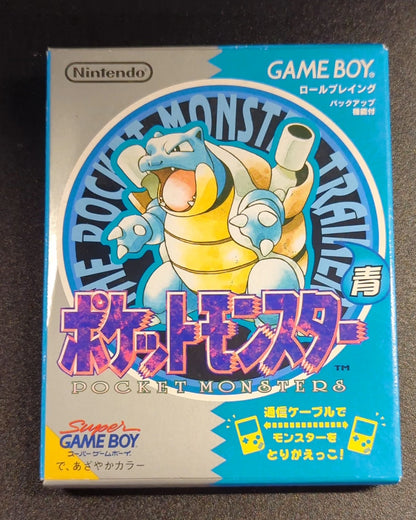 Nintendo
GAME BOY®
ロールプレイング
バックアップ
機能付
THE POCKET MONSTER TRAINER
青
ポケットモンスター
TM
POCKET MONSTERS
Super
GAME BOY
スーパーゲームボーイ
で、あざやかカラー
通信ケーブルで
モンスターを
とりかえっこ!